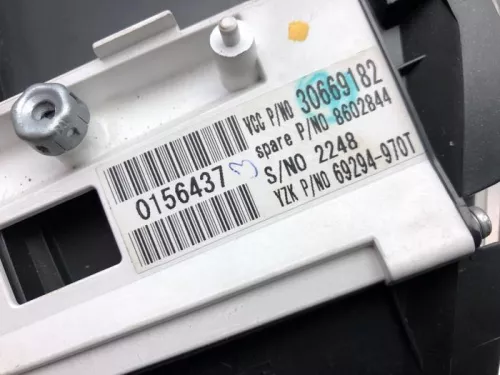 VCC P/NO 30669182
spare P/NO 8602844
S/NO 2248
YZK P/NO 69294-970T
0156437